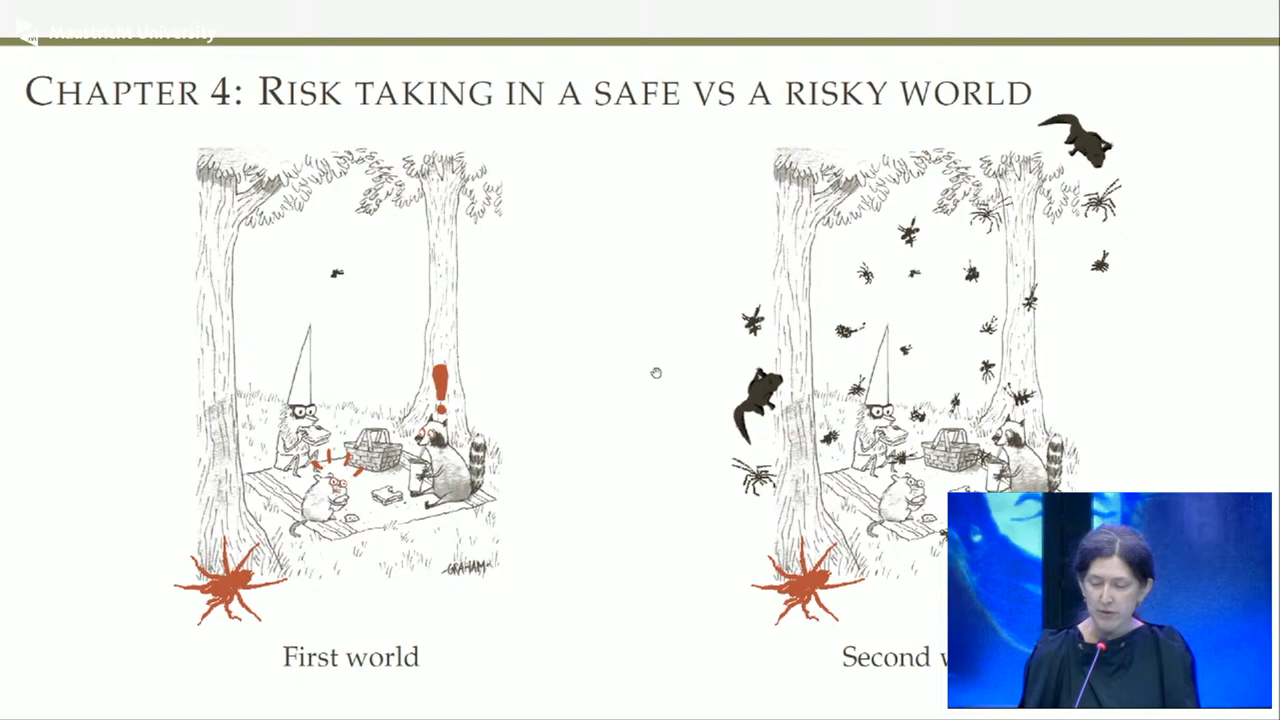 Maastricht University
CHAPTER 4: RISK TAKING IN A SAFE VS A RISKY WORLD
!
GRAHAM
First world
Second w